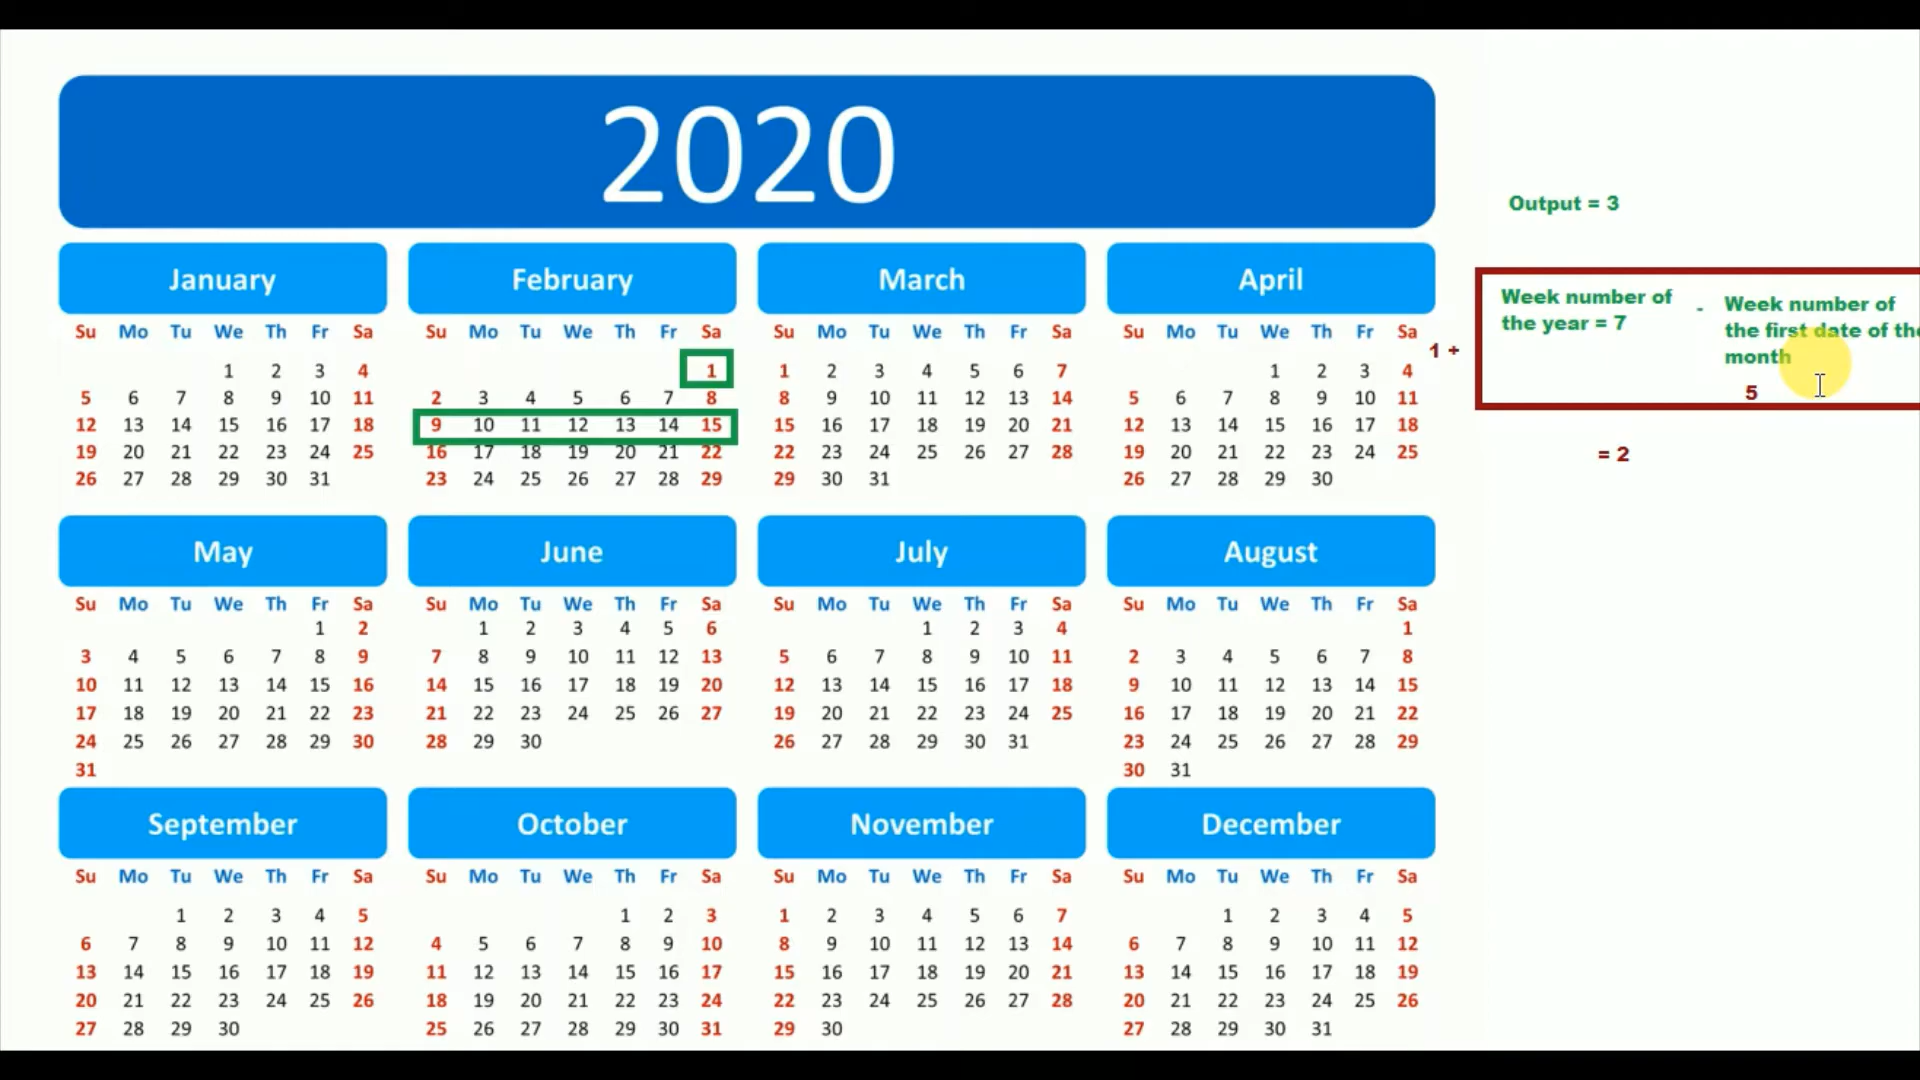 2020
Output = 3
January February March April
Su Mo Tu We Th Fr Sa Su Mo Tu We Th Fr Sa Su Mo Tu We Th Fr Sa Su Mo Tu We Th Fr Sa
1 2 3 4 1 1 2 3 4 5 6 7 1 2 3 4
5 6 7 8 9 10 11 2 3 4 5 6 7 8 8 9 10 11 12 13 14 5 6 7 8 9 10 11
12 13 14 15 16 17 18 9 10 11 12 13 14 15 15 16 17 18 19 20 21 12 13 14 15 16 17 18
19 20 21 22 23 24 25 16 17 18 19 20 21 22 22 23 24 25 26 27 28 19 20 21 22 23 24 25
26 27 28 29 30 31 23 24 25 26 27 28 29 29 30 31 26 27 28 29 30
1 +
Week number of
the year = 7
-
Week number of
the first date of the
month
5
= 2
May June July August
Su Mo Tu We Th Fr Sa Su Mo Tu We Th Fr Sa Su Mo Tu We Th Fr Sa Su Mo Tu We Th Fr Sa
1 2 1 2 3 4 5 6 1 2 3 4 1
3 4 5 6 7 8 9 7 8 9 10 11 12 13 5 6 7 8 9 10 11 2 3 4 5 6 7 8
10 11 12 13 14 15 16 14 15 16 17 18 19 20 12 13 14 15 16 17 18 9 10 11 12 13 14 15
17 18 19 20 21 22 23 21 22 23 24 25 26 27 19 20 21 22 23 24 25 16 17 18 19 20 21 22
24 25 26 27 28 29 30 28 29 30 26 27 28 29 30 31 23 24 25 26 27 28 29
31 30 31
September October November December
Su Mo Tu We Th Fr Sa Su Mo Tu We Th Fr Sa Su Mo Tu We Th Fr Sa Su Mo Tu We Th Fr Sa
1 2 3 4 5 1 2 3 1 2 3 4 5 6 7 1 2 3 4 5
6 7 8 9 10 11 12 4 5 6 7 8 9 10 8 9 10 11 12 13 14 6 7 8 9 10 11 12
13 14 15 16 17 18 19 11 12 13 14 15 16 17 15 16 17 18 19 20 21 13 14 15 16 17 18 19
20 21 22 23 24 25 26 18 19 20 21 22 23 24 22 23 24 25 26 27 28 20 21 22 23 24 25 26
27 28 29 30 25 26 27 28 29 30 31 29 30 27 28 29 30 31